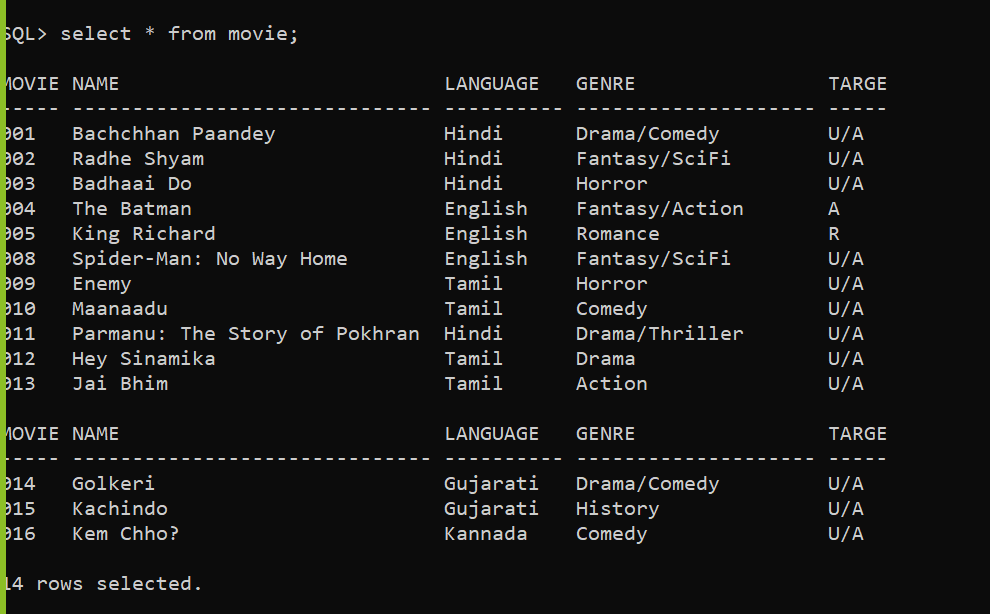 SQL> select * from movie;
MOVIE NAME LANGUAGE GENRE TARGE
----- ------------------------------ ---------- -------------------- -----
001 Bachchhan Paandey Hindi Drama/Comedy U/A
002 Radhe Shyam Hindi Fantasy/SciFi U/A
003 Badhaai Do Hindi Horror U/A
004 The Batman English Fantasy/Action A
005 King Richard English Romance R
008 Spider-Man: No Way Home English Fantasy/SciFi U/A
009 Enemy Tamil Horror U/A
010 Maanaadu Tamil Comedy U/A
011 Parmanu: The Story of Pokhran Hindi Drama/Thriller U/A
012 Hey Sinamika Tamil Drama U/A
013 Jai Bhim Tamil Action U/A
MOVIE NAME LANGUAGE GENRE TARGE
----- ------------------------------ ---------- -------------------- -----
014 Golkeri Gujarati Drama/Comedy U/A
015 Kachindo Gujarati History U/A
016 Kem Chho? Kannada Comedy U/A
14 rows selected.